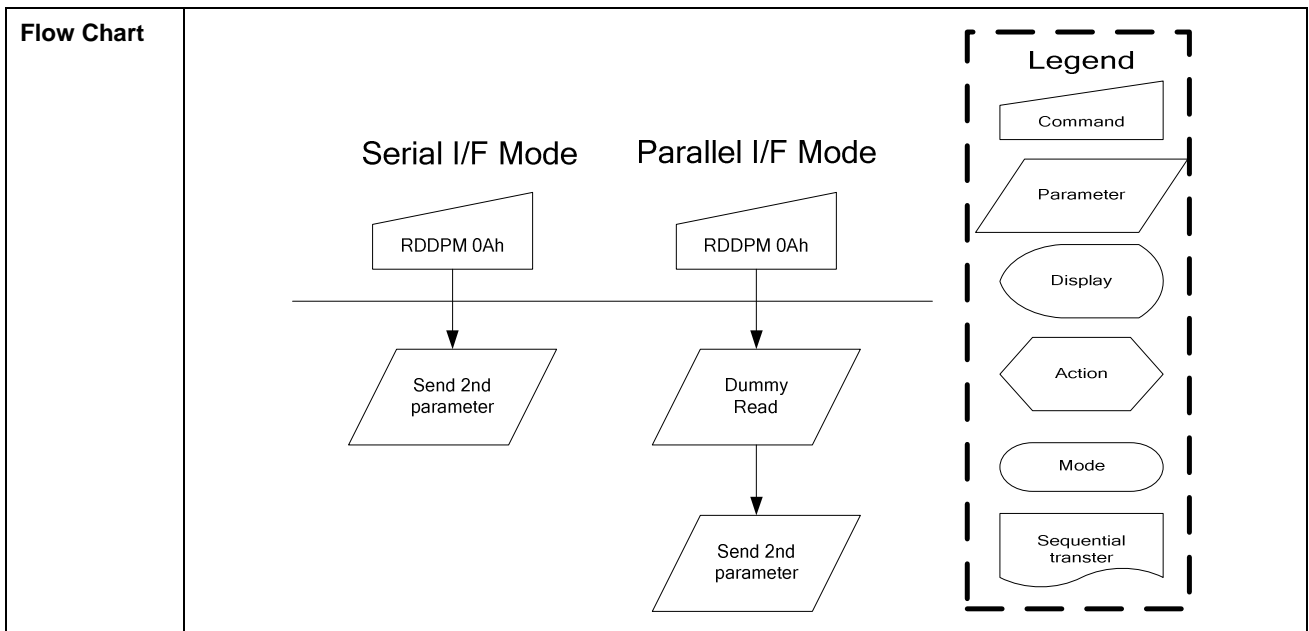 Flow Chart
Serial I/F Mode
Parallel I/F Mode
RDDPM 0Ah
RDDPM 0Ah
Send 2nd
parameter
Dummy
Read
Send 2nd
parameter
Legend
Command
Parameter
Display
Action
Mode
Sequential
transter